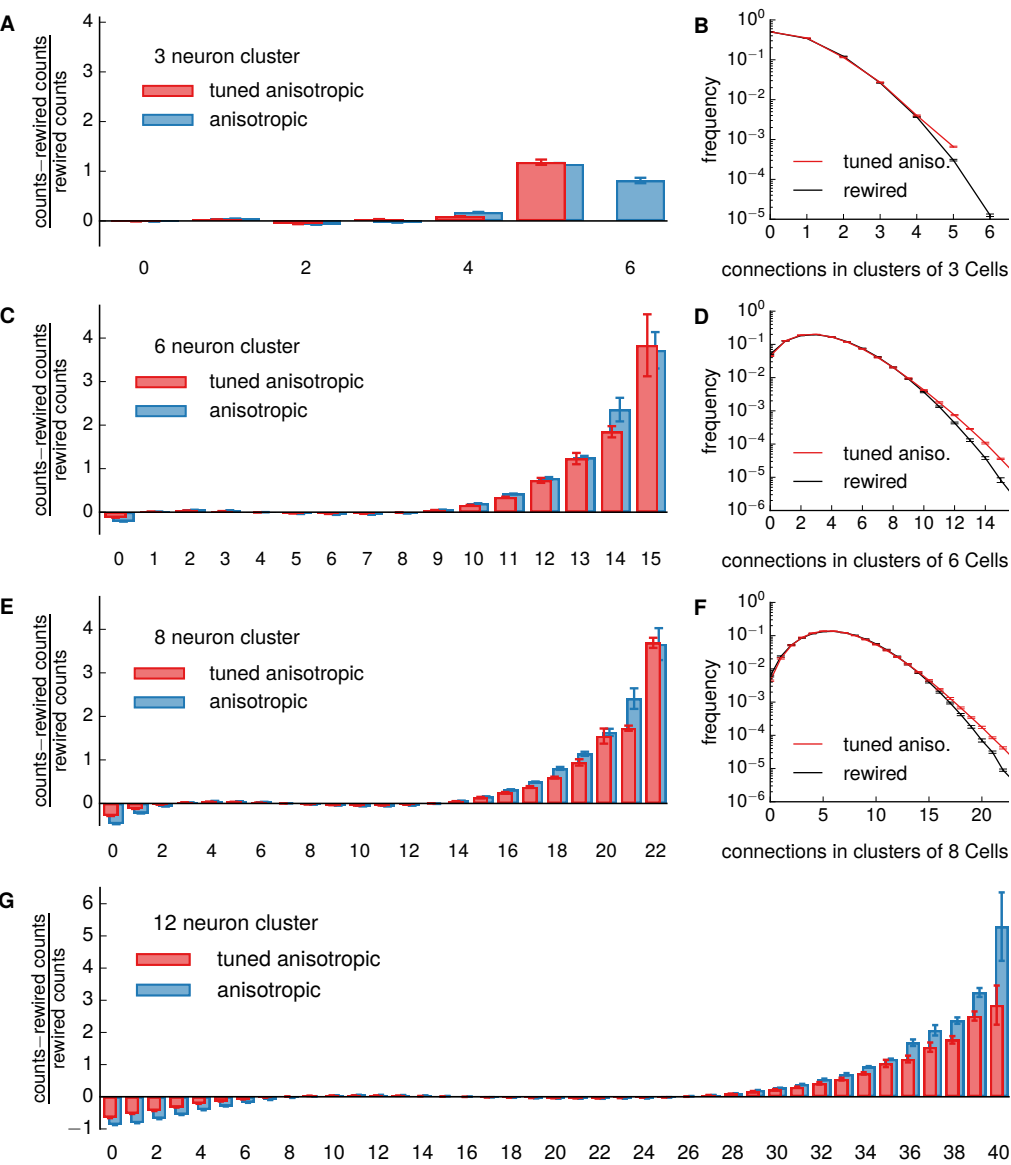 A
counts−rewired counts
rewired counts
4
3
2
1
0
3 neuron cluster
tuned anisotropic
anisotropic
0 2 4 6
B
frequency
10^0
10^-1
10^-2
10^-3
10^-4
10^-5
tuned aniso.
rewired
0 1 2 3 4 5 6
connections in clusters of 3 Cells
C
counts−rewired counts
rewired counts
4
3
2
1
0
6 neuron cluster
tuned anisotropic
anisotropic
0 1 2 3 4 5 6 7 8 9 10 11 12 13 14 15
D
frequency
10^0
10^-1
10^-2
10^-3
10^-4
10^-5
10^-6
tuned aniso.
rewired
0 2 4 6 8 10 12 14
connections in clusters of 6 Cells
E
counts−rewired counts
rewired counts
4
3
2
1
0
8 neuron cluster
tuned anisotropic
anisotropic
0 2 4 6 8 10 12 14 16 18 20 22
F
frequency
10^0
10^-1
10^-2
10^-3
10^-4
10^-5
10^-6
tuned aniso.
rewired
0 5 10 15 20
connections in clusters of 8 Cells
G
counts−rewired counts
rewired counts
6
5
4
3
2
1
0
−1
12 neuron cluster
tuned anisotropic
anisotropic
0 2 4 6 8 10 12 14 16 18 20 22 24 26 28 30 32 34 36 38 40